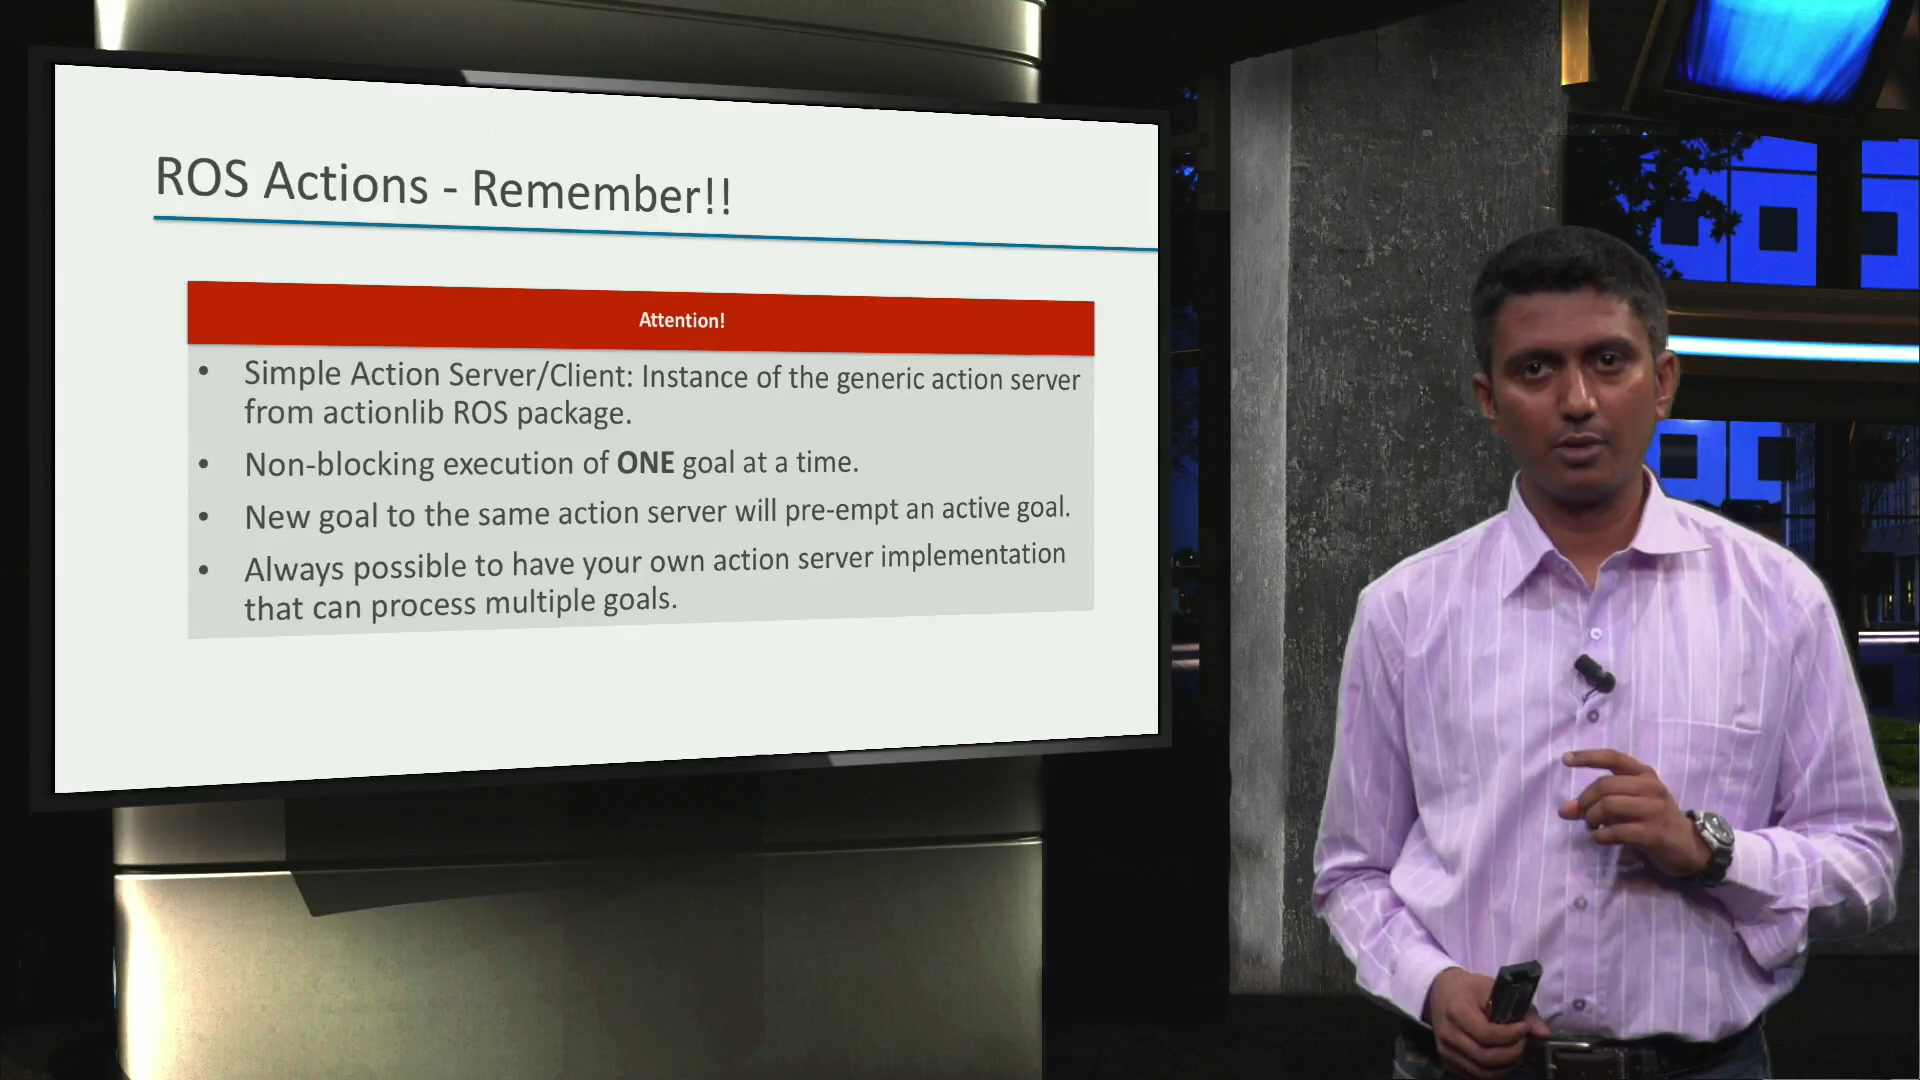 ROS Actions - Remember!!
Attention!
• Simple Action Server/Client: Instance of the generic action server
from actionlib ROS package.
• Non-blocking execution of ONE goal at a time.
• New goal to the same action server will pre-empt an active goal.
• Always possible to have your own action server implementation
that can process multiple goals.